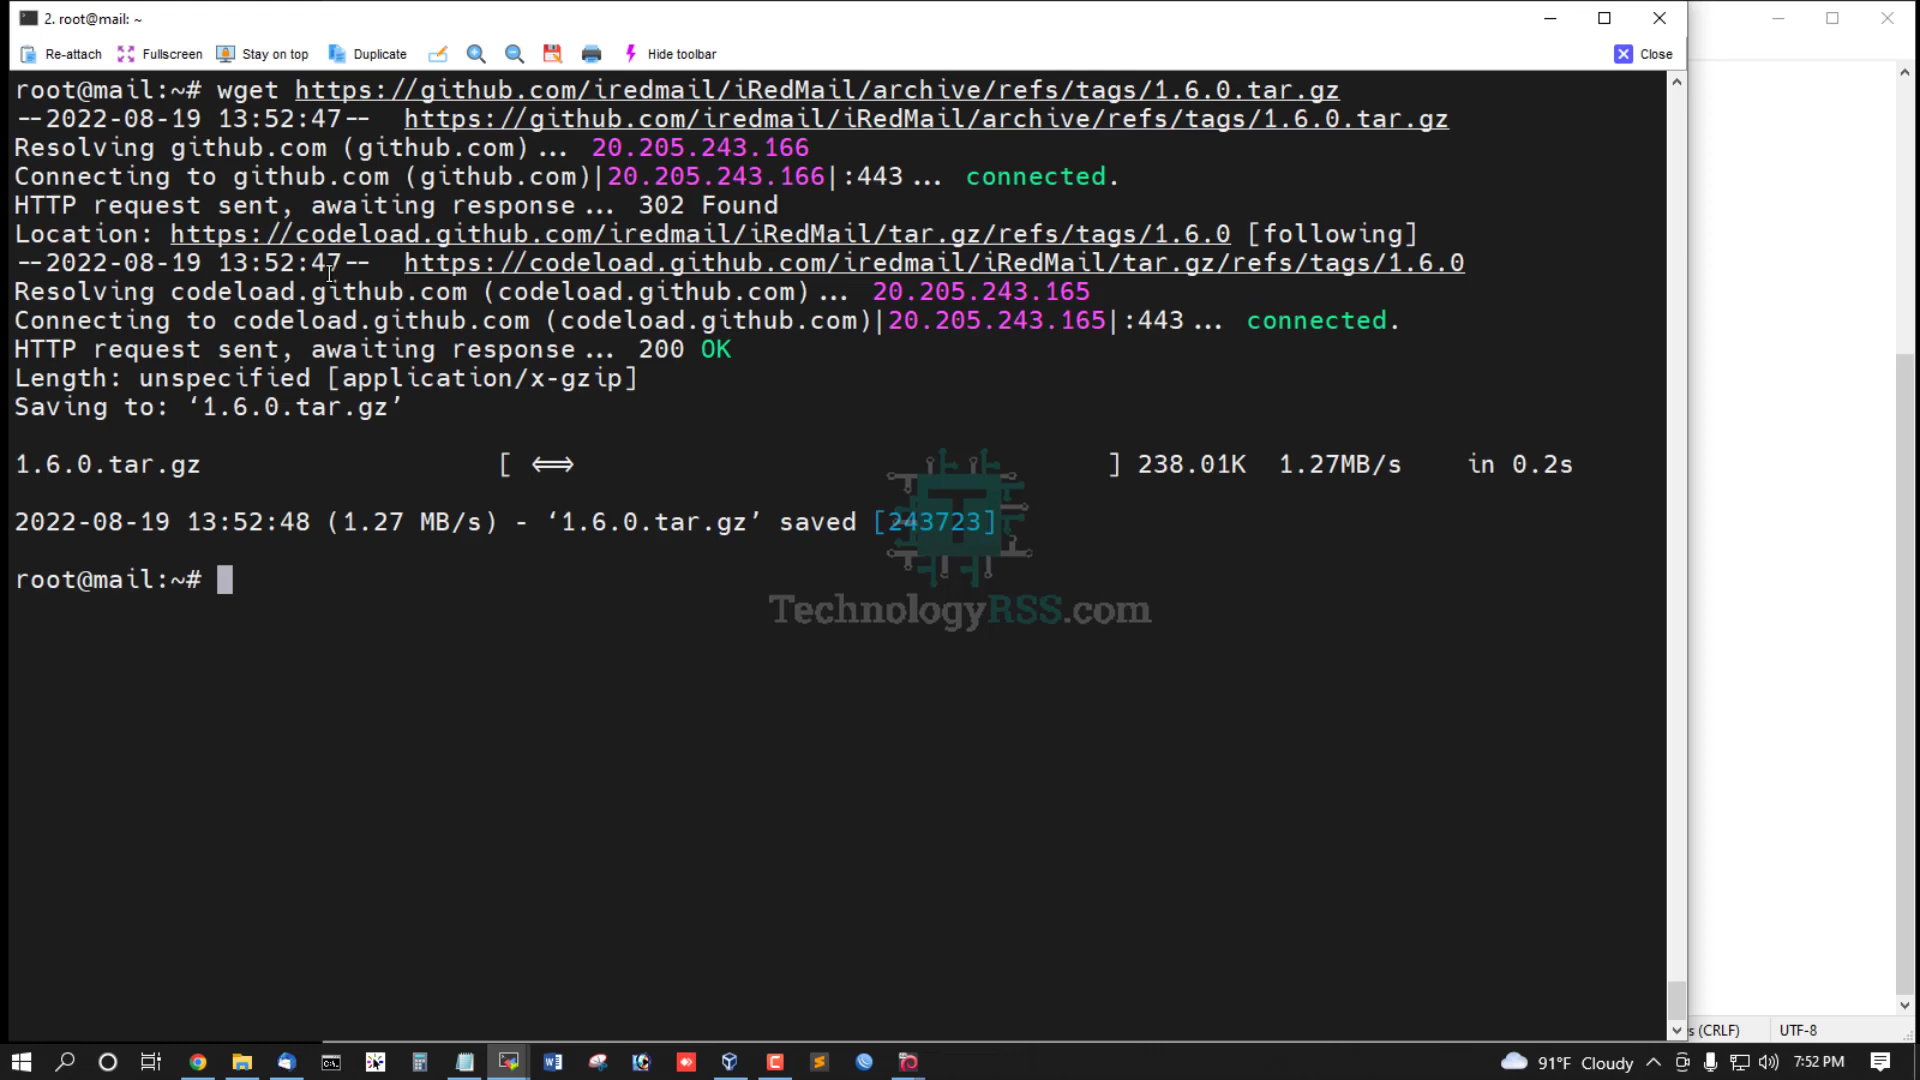 2. root@mail: ~
Re-attach Fullscreen Stay on top Duplicate Hide toolbar Close
root@mail:~# wget https://github.com/iredmail/iRedMail/archive/refs/tags/1.6.0.tar.gz
--2022-08-19 13:52:47-- https://github.com/iredmail/iRedMail/archive/refs/tags/1.6.0.tar.gz
Resolving github.com (github.com)... 20.205.243.166
Connecting to github.com (github.com)|20.205.243.166|:443... connected.
HTTP request sent, awaiting response... 302 Found
Location: https://codeload.github.com/iredmail/iRedMail/tar.gz/refs/tags/1.6.0 [following]
--2022-08-19 13:52:47-- https://codeload.github.com/iredmail/iRedMail/tar.gz/refs/tags/1.6.0
Resolving codeload.github.com (codeload.github.com)... 20.205.243.165
Connecting to codeload.github.com (codeload.github.com)|20.205.243.165|:443... connected.
HTTP request sent, awaiting response... 200 OK
Length: unspecified [application/x-gzip]
Saving to: ‘1.6.0.tar.gz’
1.6.0.tar.gz [ <=> ] 238.01K 1.27MB/s in 0.2s
2022-08-19 13:52:48 (1.27 MB/s) - ‘1.6.0.tar.gz’ saved [243723]
root@mail:~#
TechnologyRSS.com
s (CRLF) UTF-8
91°F Cloudy 7:52 PM